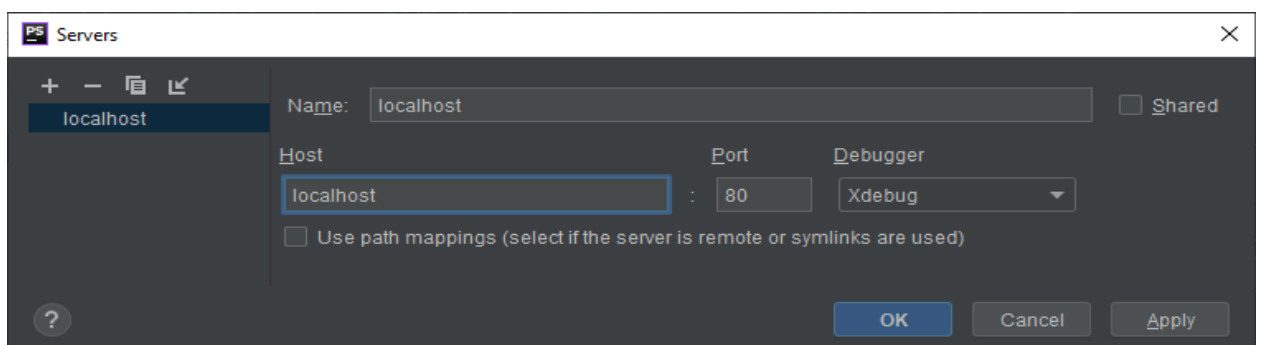 PS Servers
localhost
Name: localhost Shared
Host Port Debugger
localhost : 80 Xdebug
Use path mappings (select if the server is remote or symlinks are used)
? OK Cancel Apply